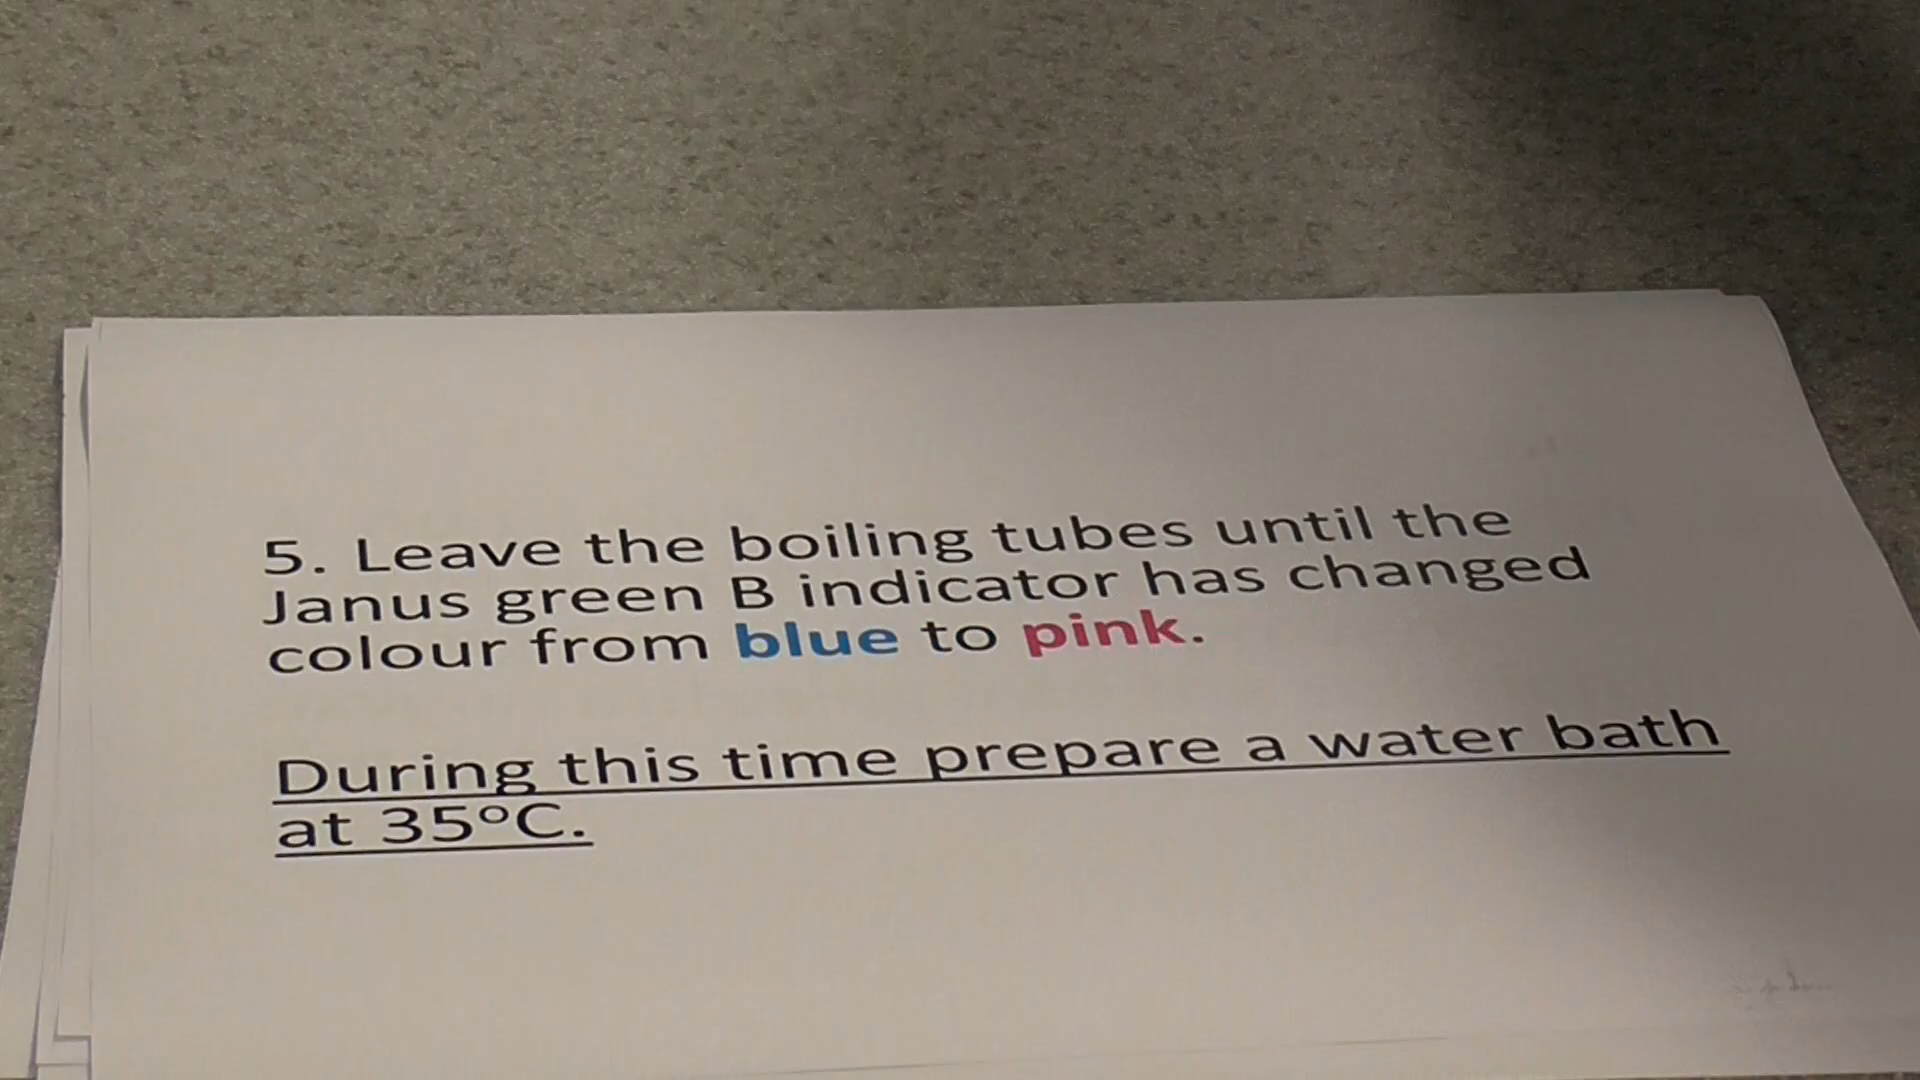 5. Leave the boiling tubes until the
Janus green B indicator has changed
colour from blue to pink.
During this time prepare a water bath
at 35°C.